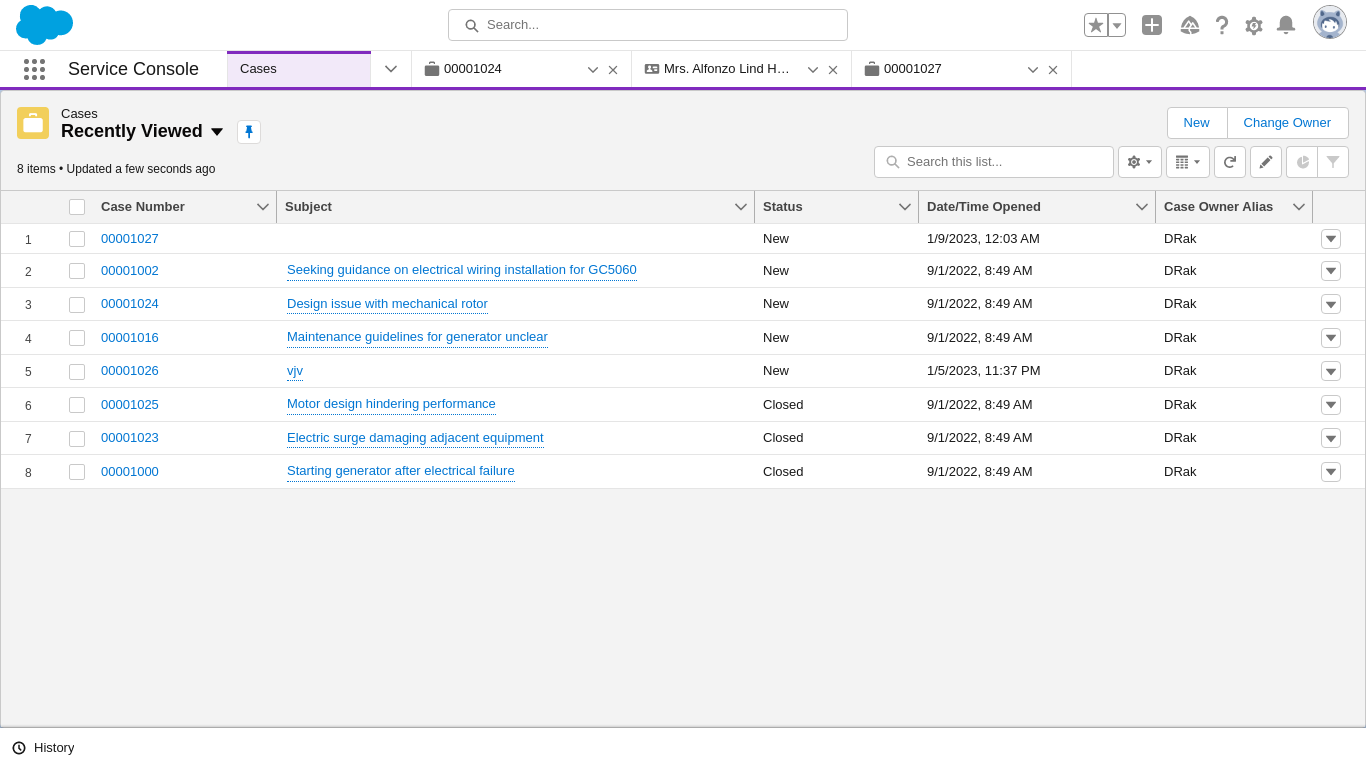 Search...
Service Console
Cases
00001024
Mrs. Alfonzo Lind H…
00001027
Cases
Recently Viewed
New
Change Owner
8 items • Updated a few seconds ago
Search this list...
Case Number Subject Status Date/Time Opened Case Owner Alias
1 00001027 New 1/9/2023, 12:03 AM DRak
2 00001002 Seeking guidance on electrical wiring installation for GC5060 New 9/1/2022, 8:49 AM DRak
3 00001024 Design issue with mechanical rotor New 9/1/2022, 8:49 AM DRak
4 00001016 Maintenance guidelines for generator unclear New 9/1/2022, 8:49 AM DRak
5 00001026 vjv New 1/5/2023, 11:37 PM DRak
6 00001025 Motor design hindering performance Closed 9/1/2022, 8:49 AM DRak
7 00001023 Electric surge damaging adjacent equipment Closed 9/1/2022, 8:49 AM DRak
8 00001000 Starting generator after electrical failure Closed 9/1/2022, 8:49 AM DRak
History